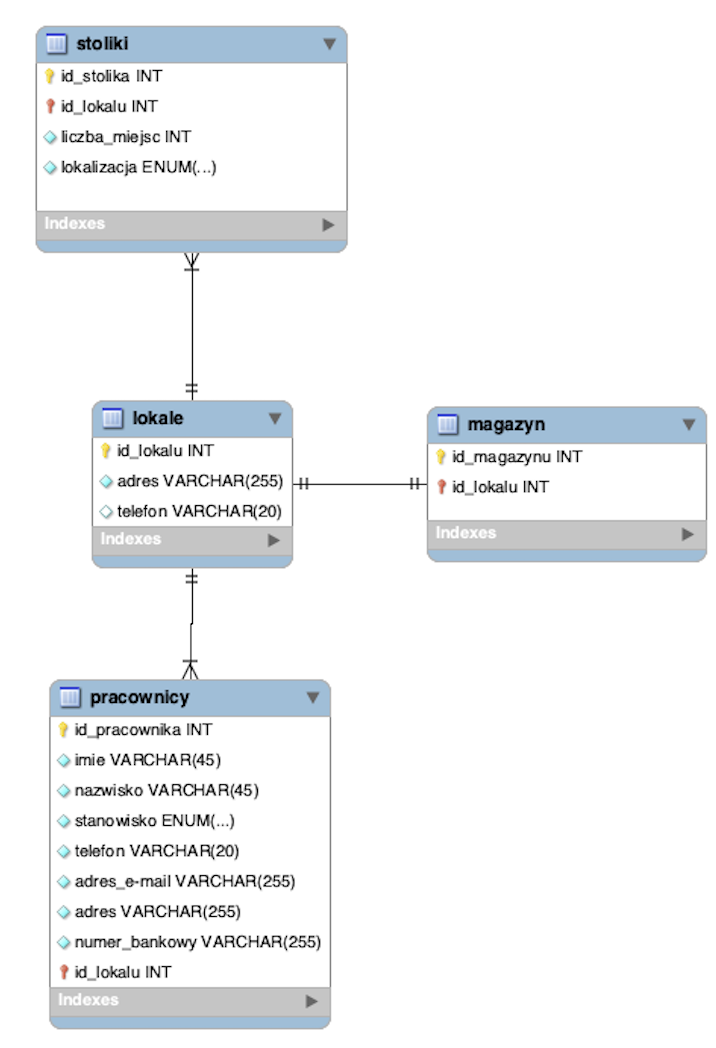 stoliki
id_stolika INT
id_lokalu INT
liczba_miejsc INT
lokalizacja ENUM(...)
Indexes
lokale
id_lokalu INT
adres VARCHAR(255)
telefon VARCHAR(20)
Indexes
magazyn
id_magazynu INT
id_lokalu INT
Indexes
pracownicy
id_pracownika INT
imie VARCHAR(45)
nazwisko VARCHAR(45)
stanowisko ENUM(...)
telefon VARCHAR(20)
adres_e-mail VARCHAR(255)
adres VARCHAR(255)
numer_bankowy VARCHAR(255)
id_lokalu INT
Indexes